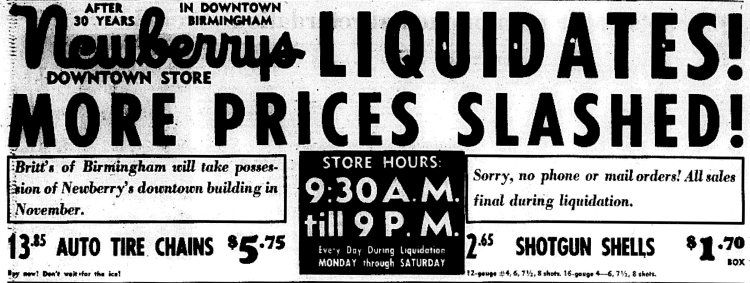 AFTER
30 YEARS
IN DOWNTOWN
BIRMINGHAM
Newberrys
DOWNTOWN STORE
LIQUIDATES!
MORE PRICES SLASHED!
Britt's of Birmingham will take posses-
sion of Newberry's downtown building in
November.
STORE HOURS:
9:30 A.M.
till 9 P. M.
Every Day During Liquidation
MONDAY through SATURDAY
Sorry, no phone or mail orders! All sales
final during liquidation.
13.85 AUTO TIRE CHAINS $5.75
Buy now! Don't wait for the ice!
2.65 SHOTGUN SHELLS $1.70
BOX
12-gauge #4, 6, 7½, 8 shots. 16-gauge 4—6, 7½, 8 shots.